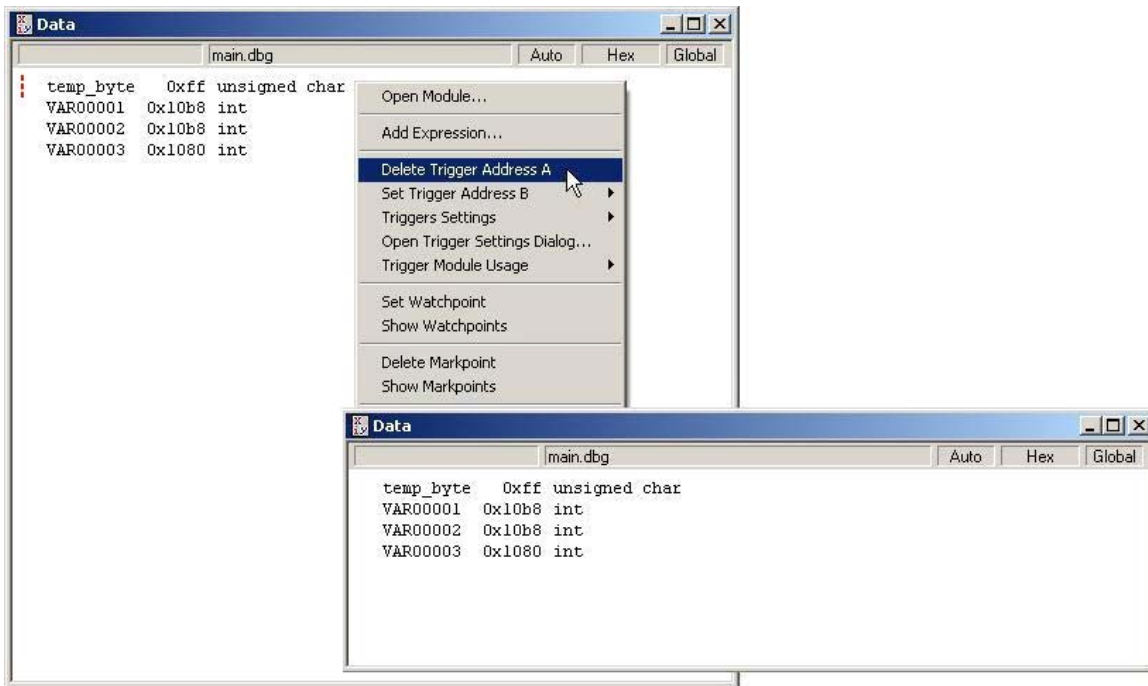 Data
main.dbg Auto Hex Global
temp_byte 0xff unsigned char
VAR00001 0x10b8 int
VAR00002 0x10b8 int
VAR00003 0x1080 int
Open Module...
Add Expression...
Delete Trigger Address A
Set Trigger Address B
Triggers Settings
Open Trigger Settings Dialog...
Trigger Module Usage
Set Watchpoint
Show Watchpoints
Delete Markpoint
Show Markpoints
Data
main.dbg Auto Hex Global
temp_byte 0xff unsigned char
VAR00001 0x10b8 int
VAR00002 0x10b8 int
VAR00003 0x1080 int